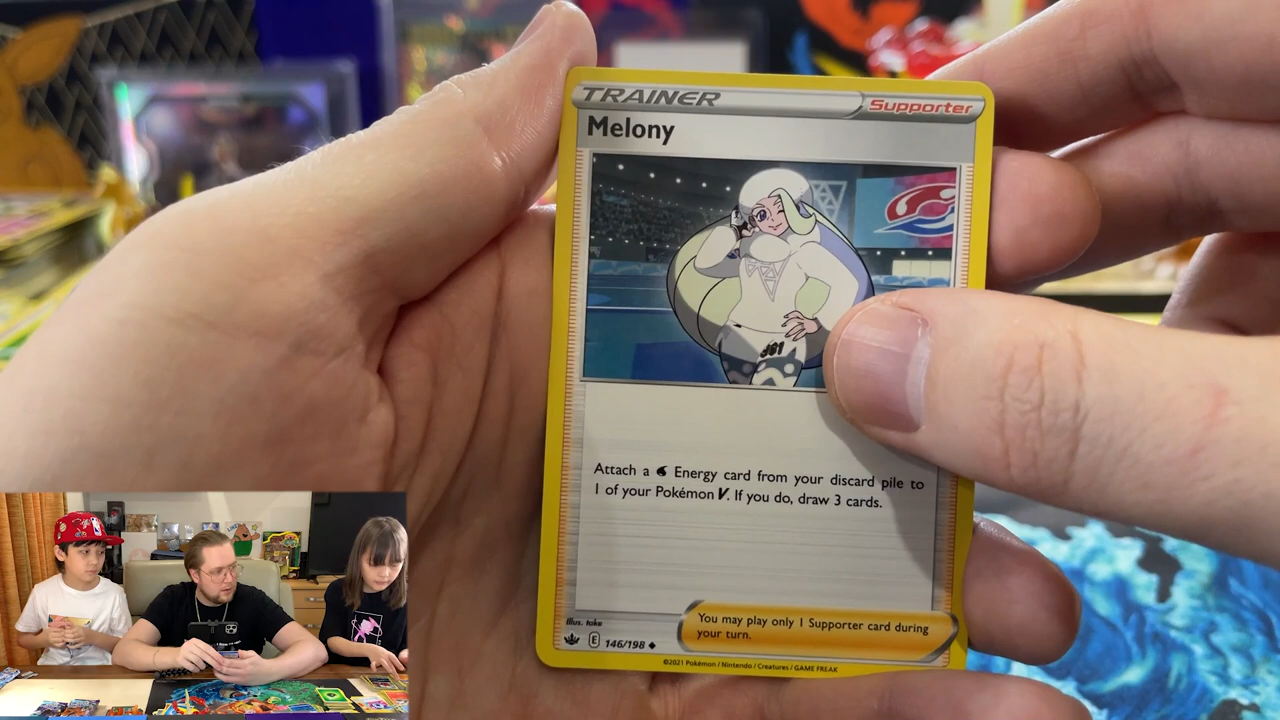 TRAINER
Supporter
Melony
961
Attach a Energy card from your discard pile to
1 of your Pokémon V. If you do, draw 3 cards.
You may play only 1 Supporter card during
your turn.
Illus. take
E 146/198
©2021 Pokémon / Nintendo / Creatures / GAME FREAK